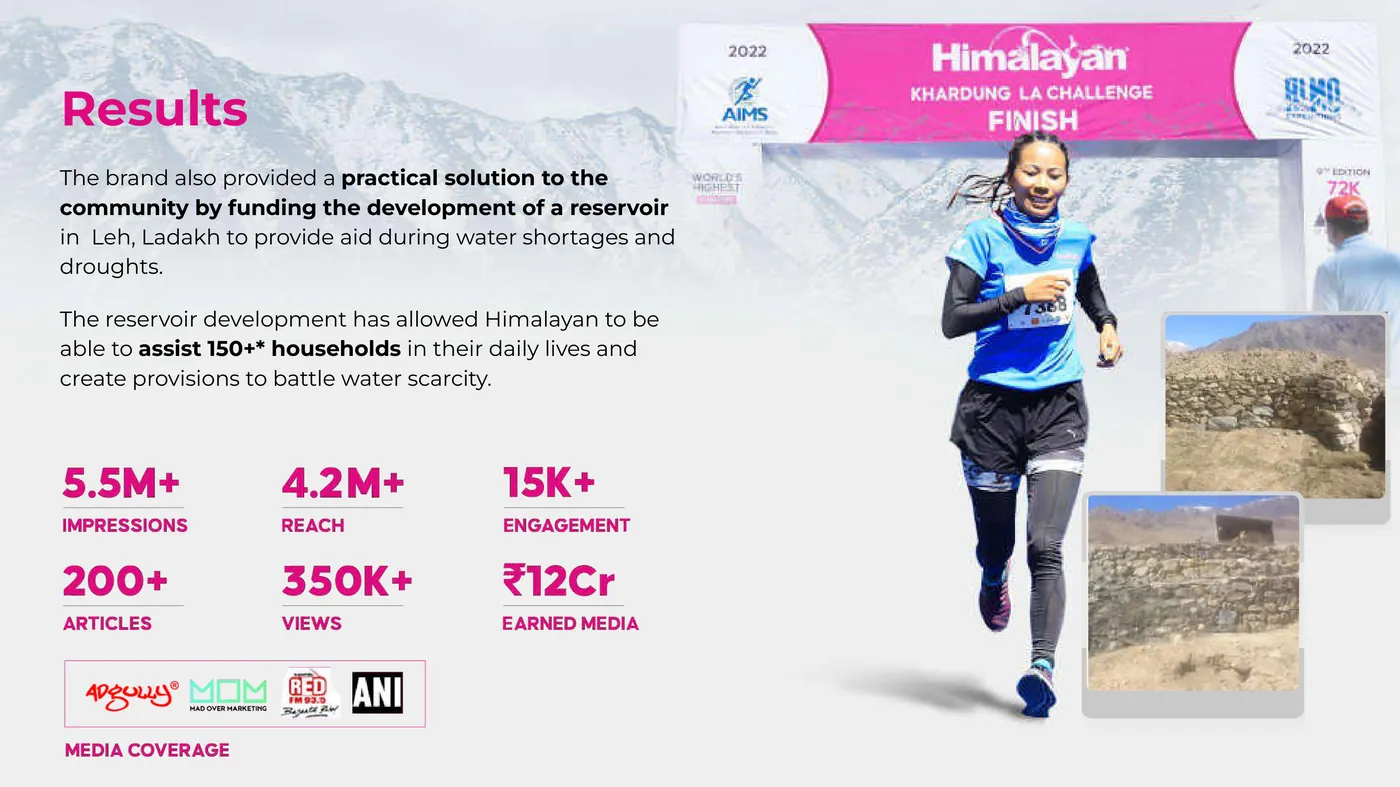 Results
The brand also provided a practical solution to the
community by funding the development of a reservoir
in Leh, Ladakh to provide aid during water shortages and
droughts.
The reservoir development has allowed Himalayan to be
able to assist 150+* households in their daily lives and
create provisions to battle water scarcity.
5.5M+
IMPRESSIONS
4.2M+
REACH
15K+
ENGAGEMENT
200+
ARTICLES
350K+
VIEWS
₹12Cr
EARNED MEDIA
ADgully®
MOM
MAD OVER MARKETING
RED
FM 93.5
Bajaate Raho!
ANI
MEDIA COVERAGE
2022
AIMS
Himalayan
KHARDUNG LA CHALLENGE
FINISH
2022
WORLD'S
HIGHEST
9TH EDITION
72K